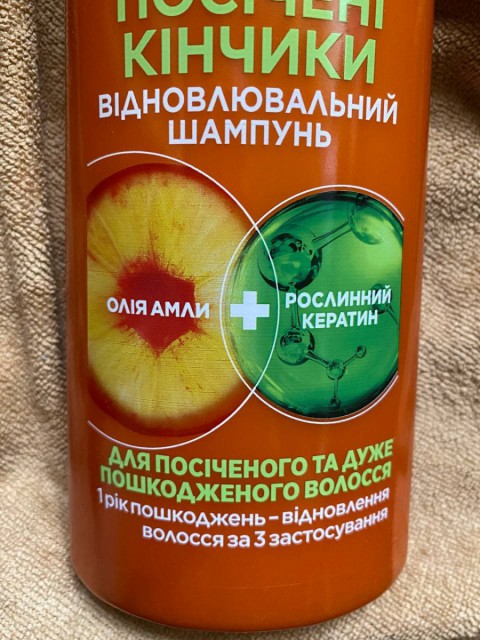 ПОСІЧЕНІ
КІНЧИКИ
ВІДНОВЛЮВАЛЬНИЙ
ШАМПУНЬ
ОЛІЯ АМЛИ
+
РОСЛИННИЙ
КЕРАТИН
ДЛЯ ПОСІЧЕНОГО ТА ДУЖЕ
ПОШКОДЖЕНОГО ВОЛОССЯ
1 рік пошкоджень – відновлення
волосся за 3 застосування